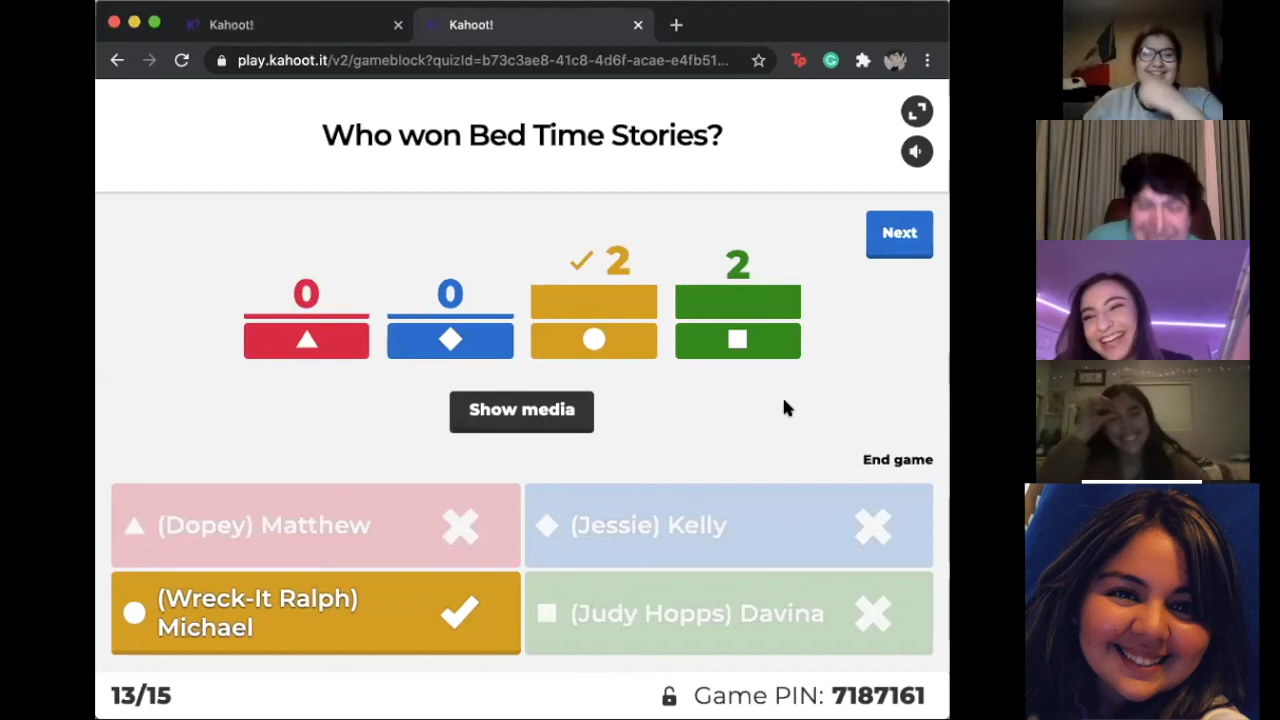 Kahoot!
Kahoot!
play.kahoot.it/v2/gameblock?quizId=b73c3ae8-41c8-4d6f-acae-e4fb51...
Who won Bed Time Stories?
Next
0
0
2
2
Show media
End game
(Dopey) Matthew
(Jessie) Kelly
(Wreck-It Ralph)
Michael
(Judy Hopps) Davina
13/15
Game PIN: 7187161